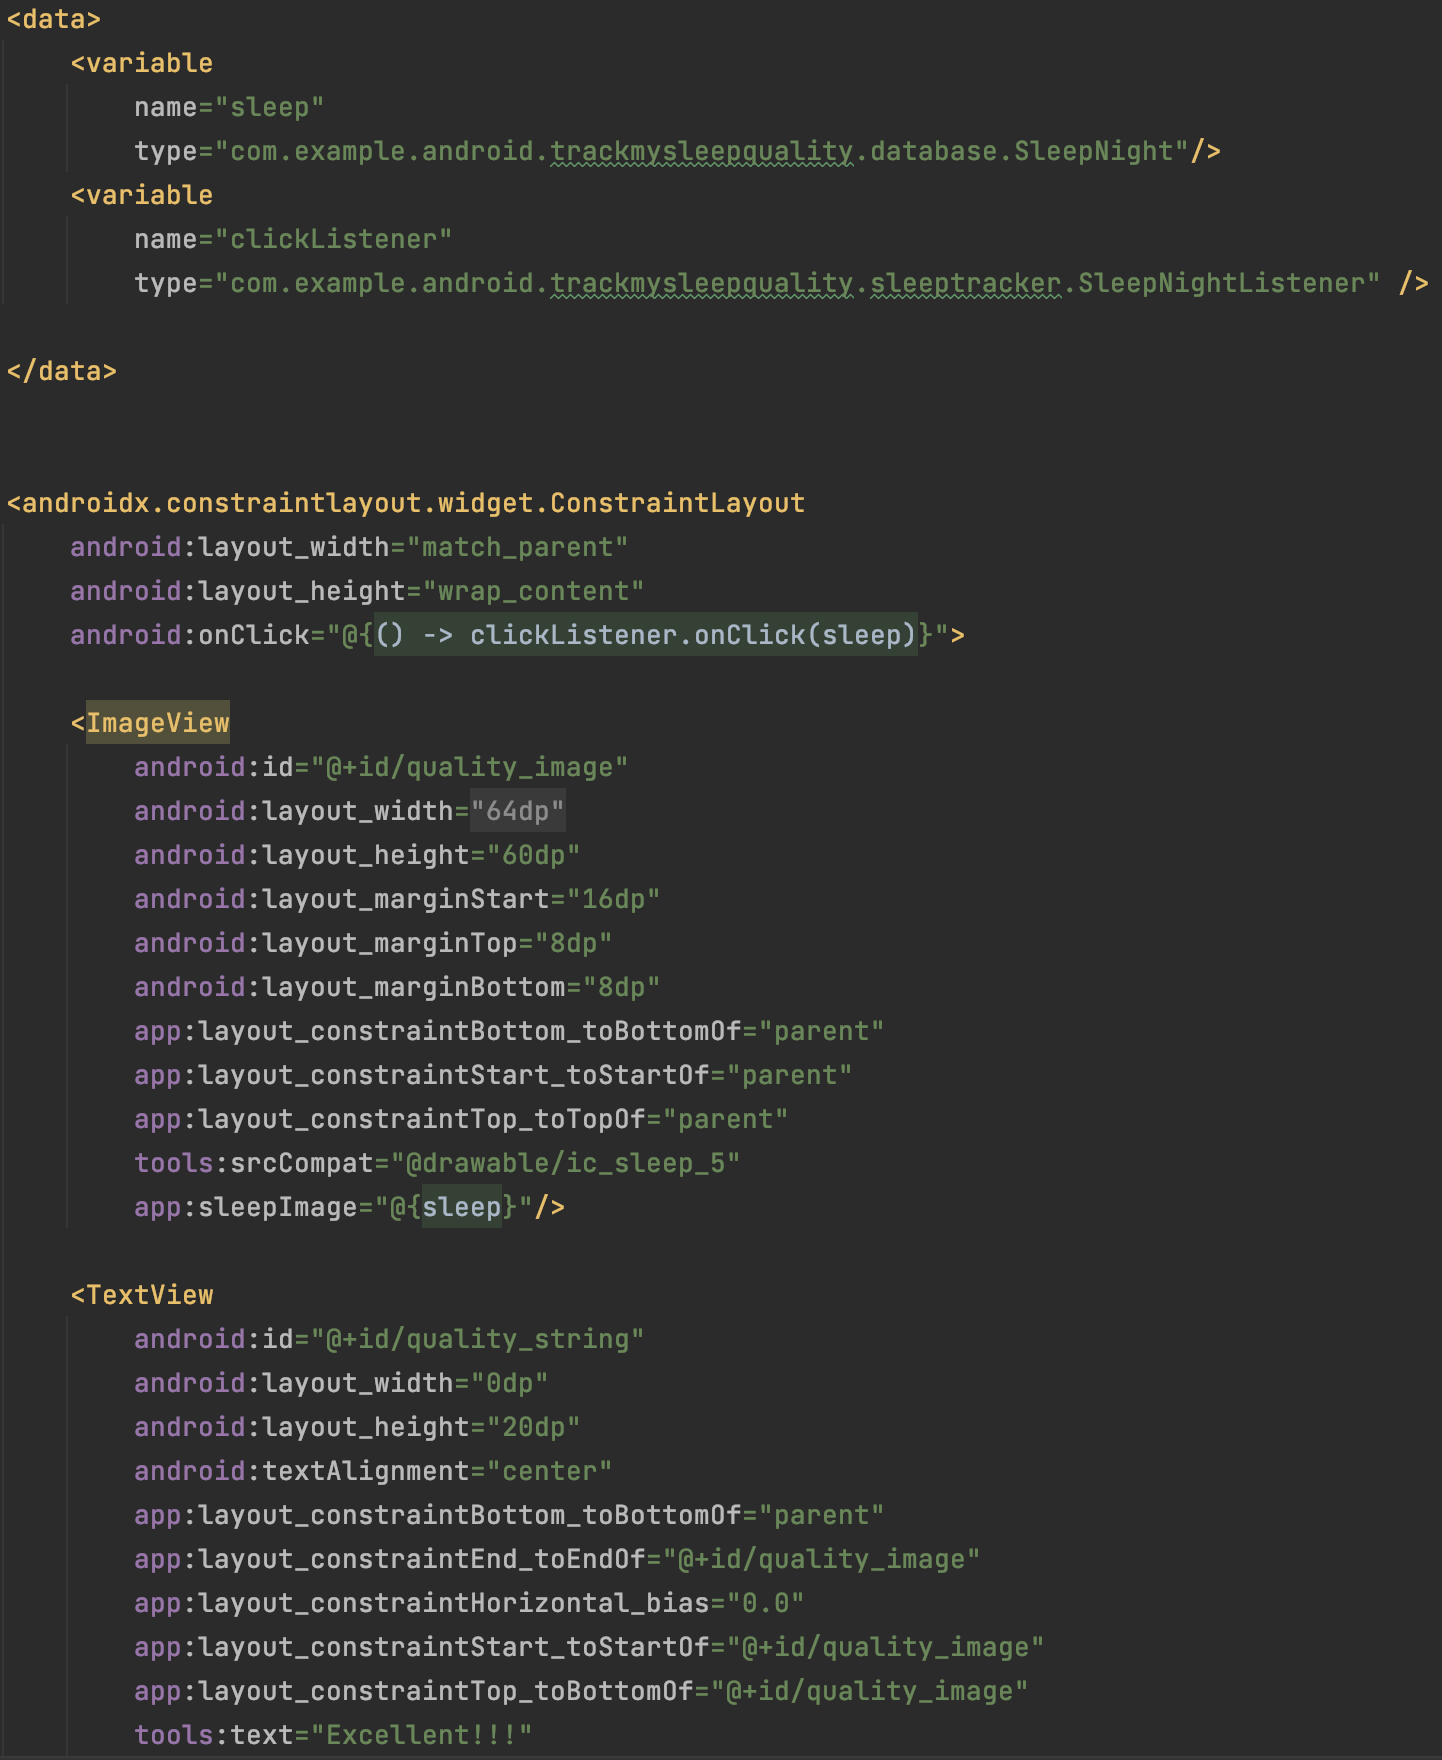 <data>
<variable
name="sleep"
type="com.example.android.trackmysleepquality.database.SleepNight"/>
<variable
name="clickListener"
type="com.example.android.trackmysleepquality.sleeptracker.SleepNightListener" />
</data>
<androidx.constraintlayout.widget.ConstraintLayout
android:layout_width="match_parent"
android:layout_height="wrap_content"
android:onClick="@{() -> clickListener.onClick(sleep)}">
<ImageView
android:id="@+id/quality_image"
android:layout_width="64dp"
android:layout_height="60dp"
android:layout_marginStart="16dp"
android:layout_marginTop="8dp"
android:layout_marginBottom="8dp"
app:layout_constraintBottom_toBottomOf="parent"
app:layout_constraintStart_toStartOf="parent"
app:layout_constraintTop_toTopOf="parent"
tools:srcCompat="@drawable/ic_sleep_5"
app:sleepImage="@{sleep}"/>
<TextView
android:id="@+id/quality_string"
android:layout_width="0dp"
android:layout_height="20dp"
android:textAlignment="center"
app:layout_constraintBottom_toBottomOf="parent"
app:layout_constraintEnd_toEndOf="@+id/quality_image"
app:layout_constraintHorizontal_bias="0.0"
app:layout_constraintStart_toStartOf="@+id/quality_image"
app:layout_constraintTop_toBottomOf="@+id/quality_image"
tools:text="Excellent!!!"